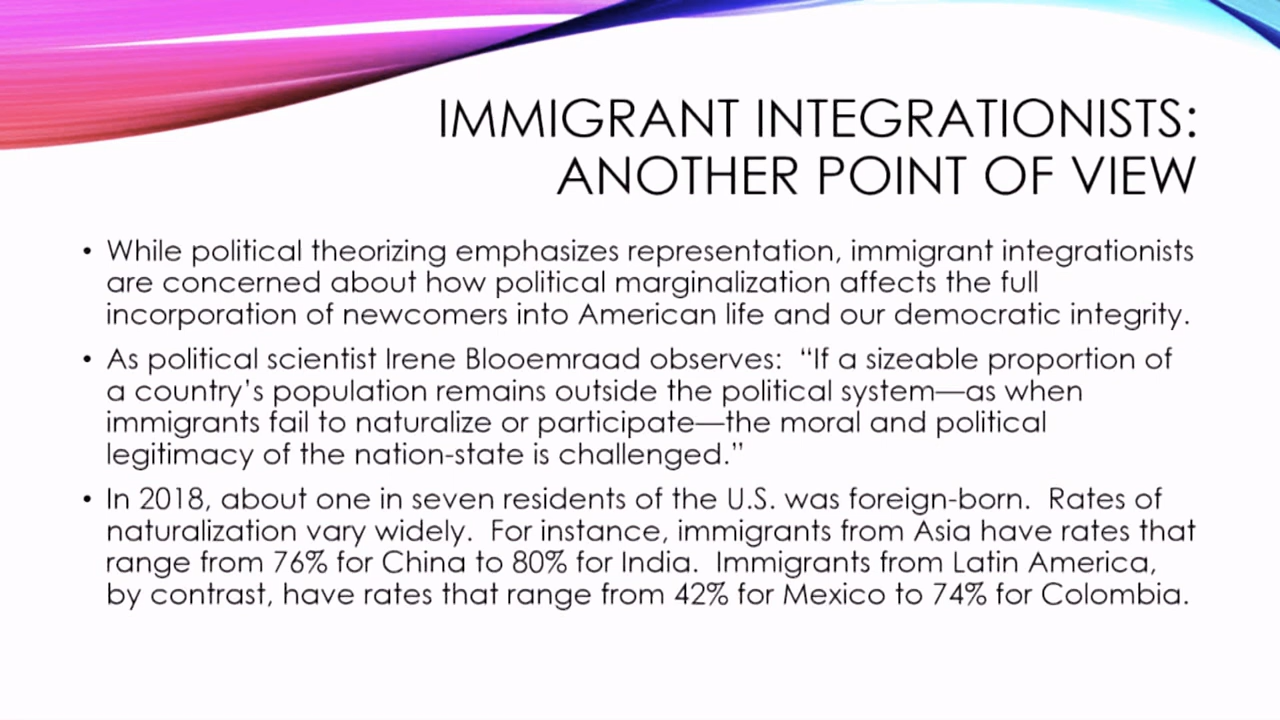 IMMIGRANT INTEGRATIONISTS:
ANOTHER POINT OF VIEW
• While political theorizing emphasizes representation, immigrant integrationists
are concerned about how political marginalization affects the full
incorporation of newcomers into American life and our democratic integrity.
• As political scientist Irene Blooemraad observes:  “If a sizeable proportion of
a country’s population remains outside the political system—as when
immigrants fail to naturalize or participate—the moral and political
legitimacy of the nation-state is challenged.”
• In 2018, about one in seven residents of the U.S. was foreign-born.  Rates of
naturalization vary widely.  For instance, immigrants from Asia have rates that
range from 76% for China to 80% for India.  Immigrants from Latin America,
by contrast, have rates that range from 42% for Mexico to 74% for Colombia.